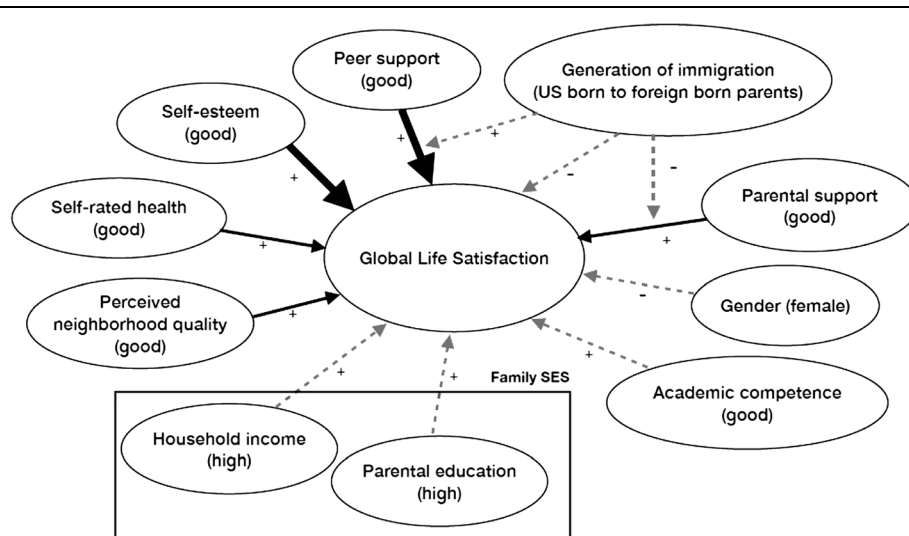 Peer support
(good)
Generation of immigration
(US born to foreign born parents)
Self-esteem
(good)
+
+
+
-
-
Self-rated health
(good)
+
Parental support
(good)
+
Global Life Satisfaction
Perceived
neighborhood quality
(good)
+
-
Gender (female)
+
+
+
Family SES
Academic competence
(good)
Household income
(high)
Parental education
(high)